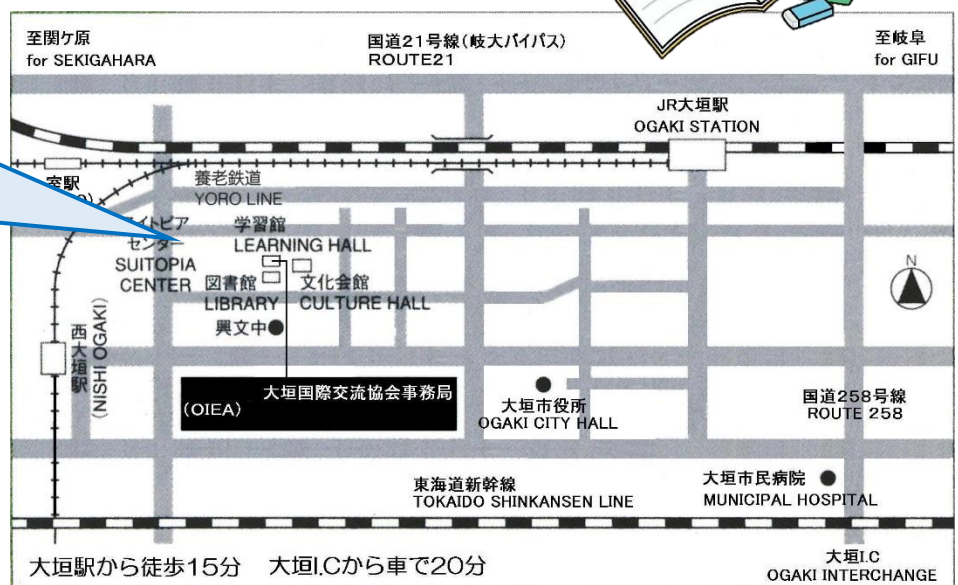 至関ケ原
for SEKIGAHARA
国道21号線(岐大バイパス)
ROUTE21
至岐阜
for GIFU
JR大垣駅
OGAKI STATION
室駅
養老鉄道
YORO LINE
イトピア
センター
SUITOPIA
CENTER
学習館
LEARNING HALL
図書館
LIBRARY
文化会館
CULTURE HALL
興文中
N
西大垣駅
(NISHI OGAKI)
大垣国際交流協会事務局
(OIEA)
大垣市役所
OGAKI CITY HALL
国道258号線
ROUTE 258
東海道新幹線
TOKAIDO SHINKANSEN LINE
大垣市民病院
MUNICIPAL HOSPITAL
大垣駅から徒歩15分 大垣I.Cから車で20分
大垣I.C
OGAKI INTERCHANGE